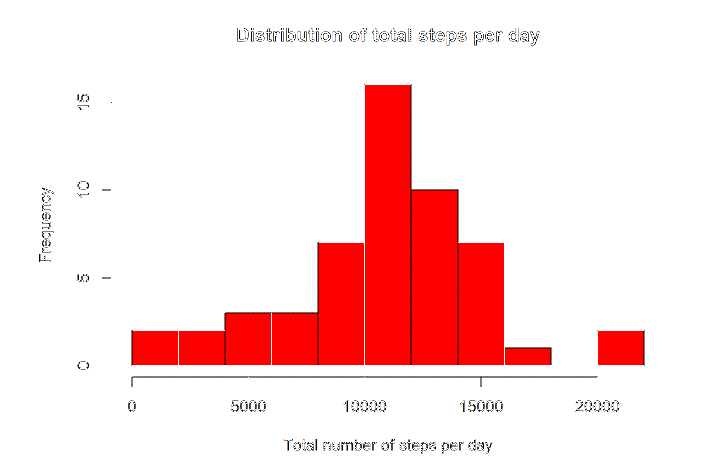 Distribution of total steps per day
Frequency
15
10
5
0
0 5000 10000 15000 20000
Total number of steps per day